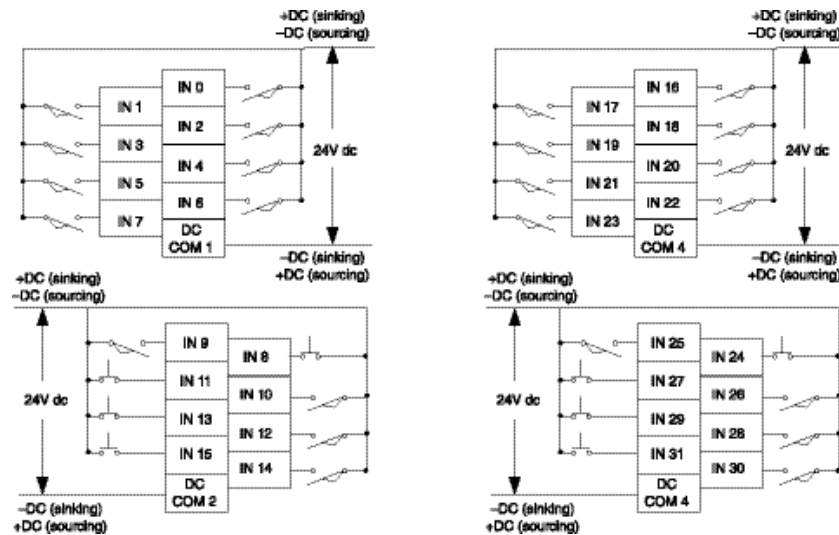 +DC (sinking)
−DC (sourcing)
IN 0
IN 1
IN 2
IN 3
IN 4
IN 5
IN 6
IN 7
DC
COM 1
24V dc
−DC (sinking)
+DC (sourcing)
+DC (sinking)
−DC (sourcing)
IN 16
IN 17
IN 18
IN 19
IN 20
IN 21
IN 22
IN 23
DC
COM 4
24V dc
−DC (sinking)
+DC (sourcing)
+DC (sinking)
−DC (sourcing)
24V dc
IN 9
IN 8
IN 11
IN 10
IN 13
IN 12
IN 15
IN 14
DC
COM 2
−DC (sinking)
+DC (sourcing)
+DC (sinking)
−DC (sourcing)
24V dc
IN 25
IN 24
IN 27
IN 26
IN 29
IN 28
IN 31
IN 30
DC
COM 4
−DC (sinking)
+DC (sourcing)